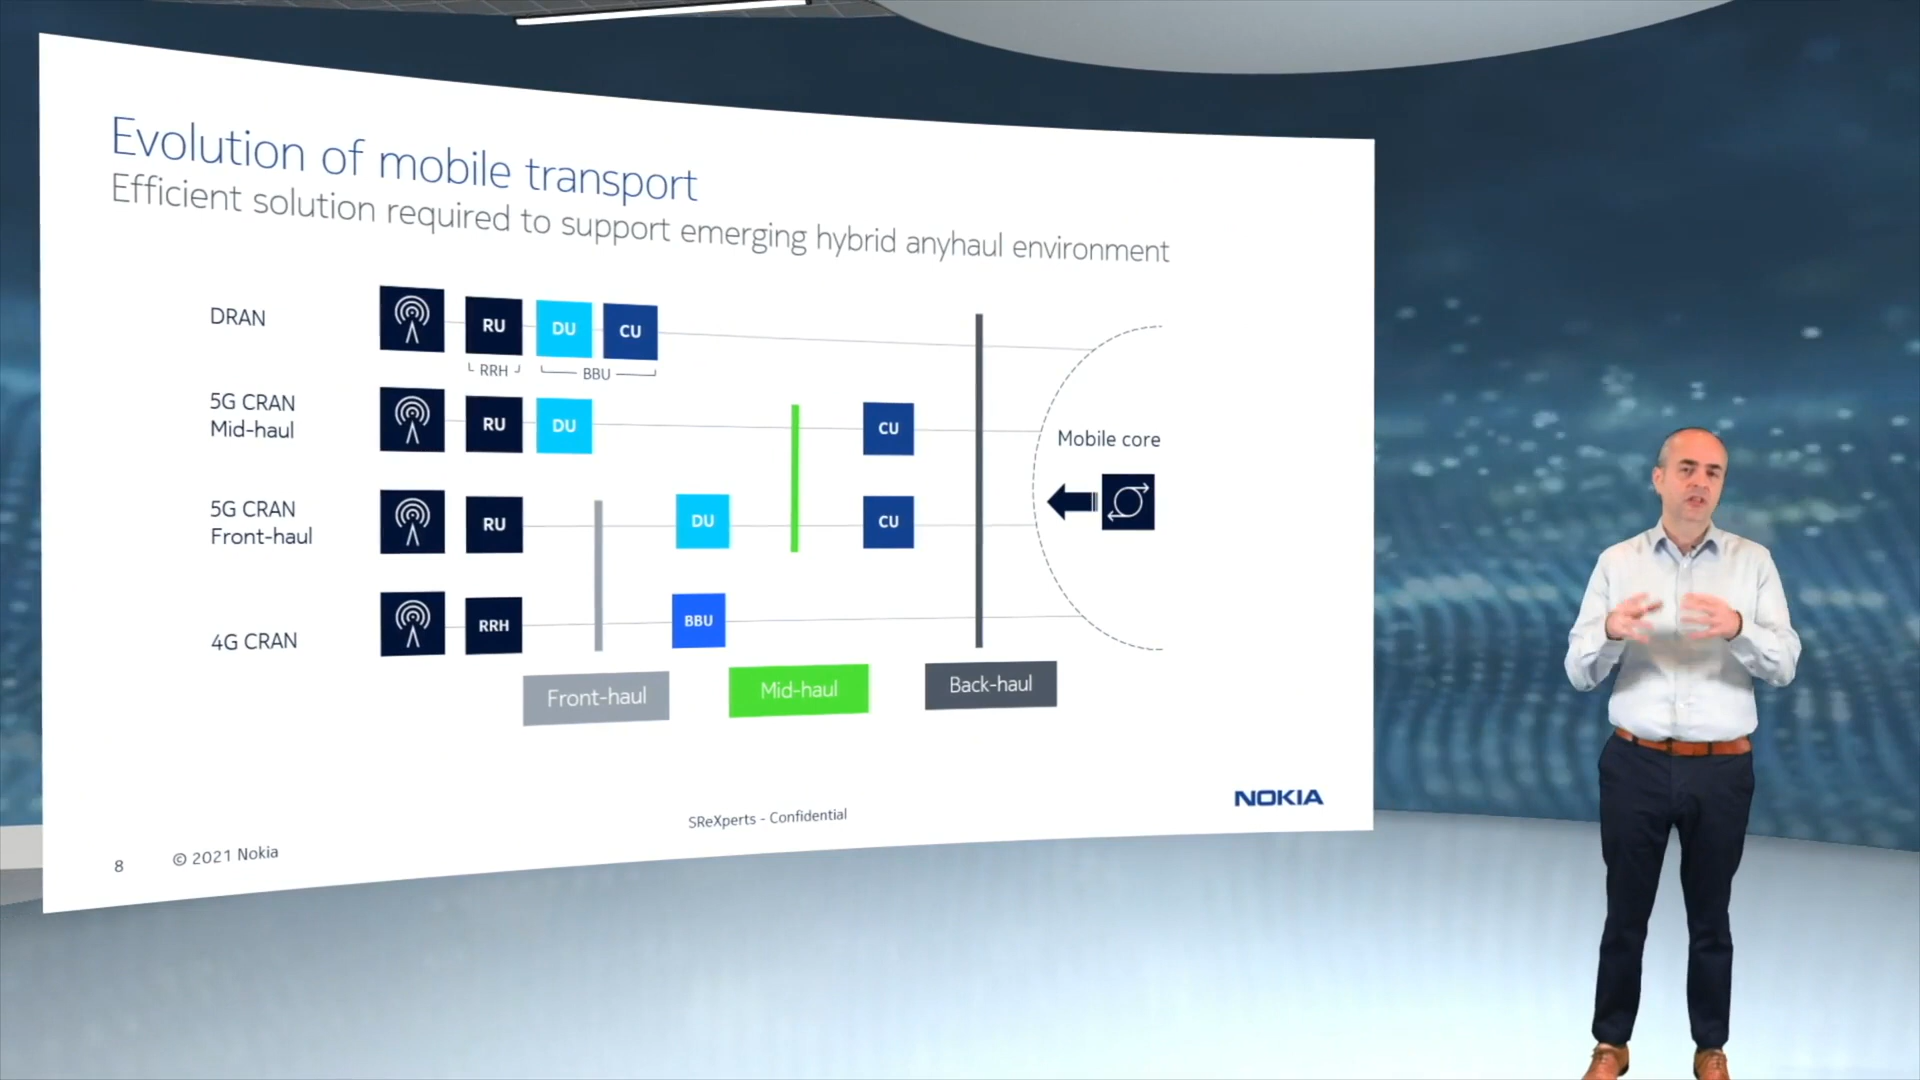 Evolution of mobile transport
Efficient solution required to support emerging hybrid anyhaul environment
DRAN
RU
DU
CU
RRH
BBU
5G CRAN
Mid-haul
RU
DU
CU
Mobile core
5G CRAN
Front-haul
RU
DU
CU
4G CRAN
RRH
BBU
Front-haul
Mid-haul
Back-haul
NOKIA
SReXperts - Confidential
8
© 2021 Nokia